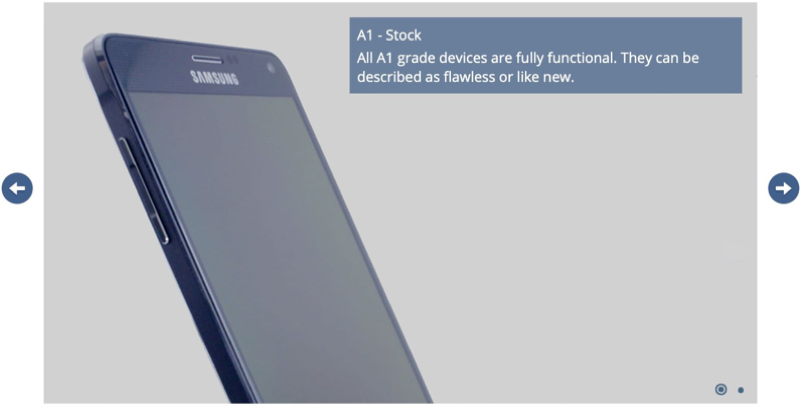 A1 - Stock
All A1 grade devices are fully functional. They can be
described as flawless or like new.
SAMSUNG